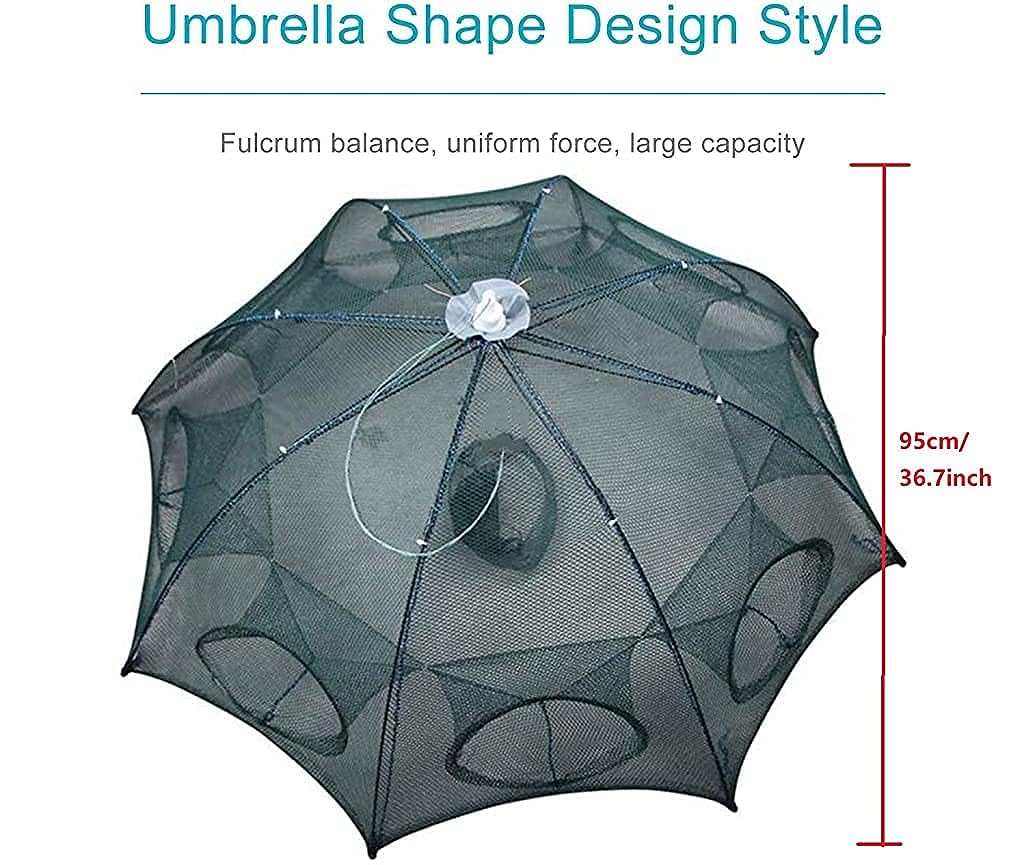 Umbrella Shape Design Style
Fulcrum balance, uniform force, large capacity
95cm/
36.7inch